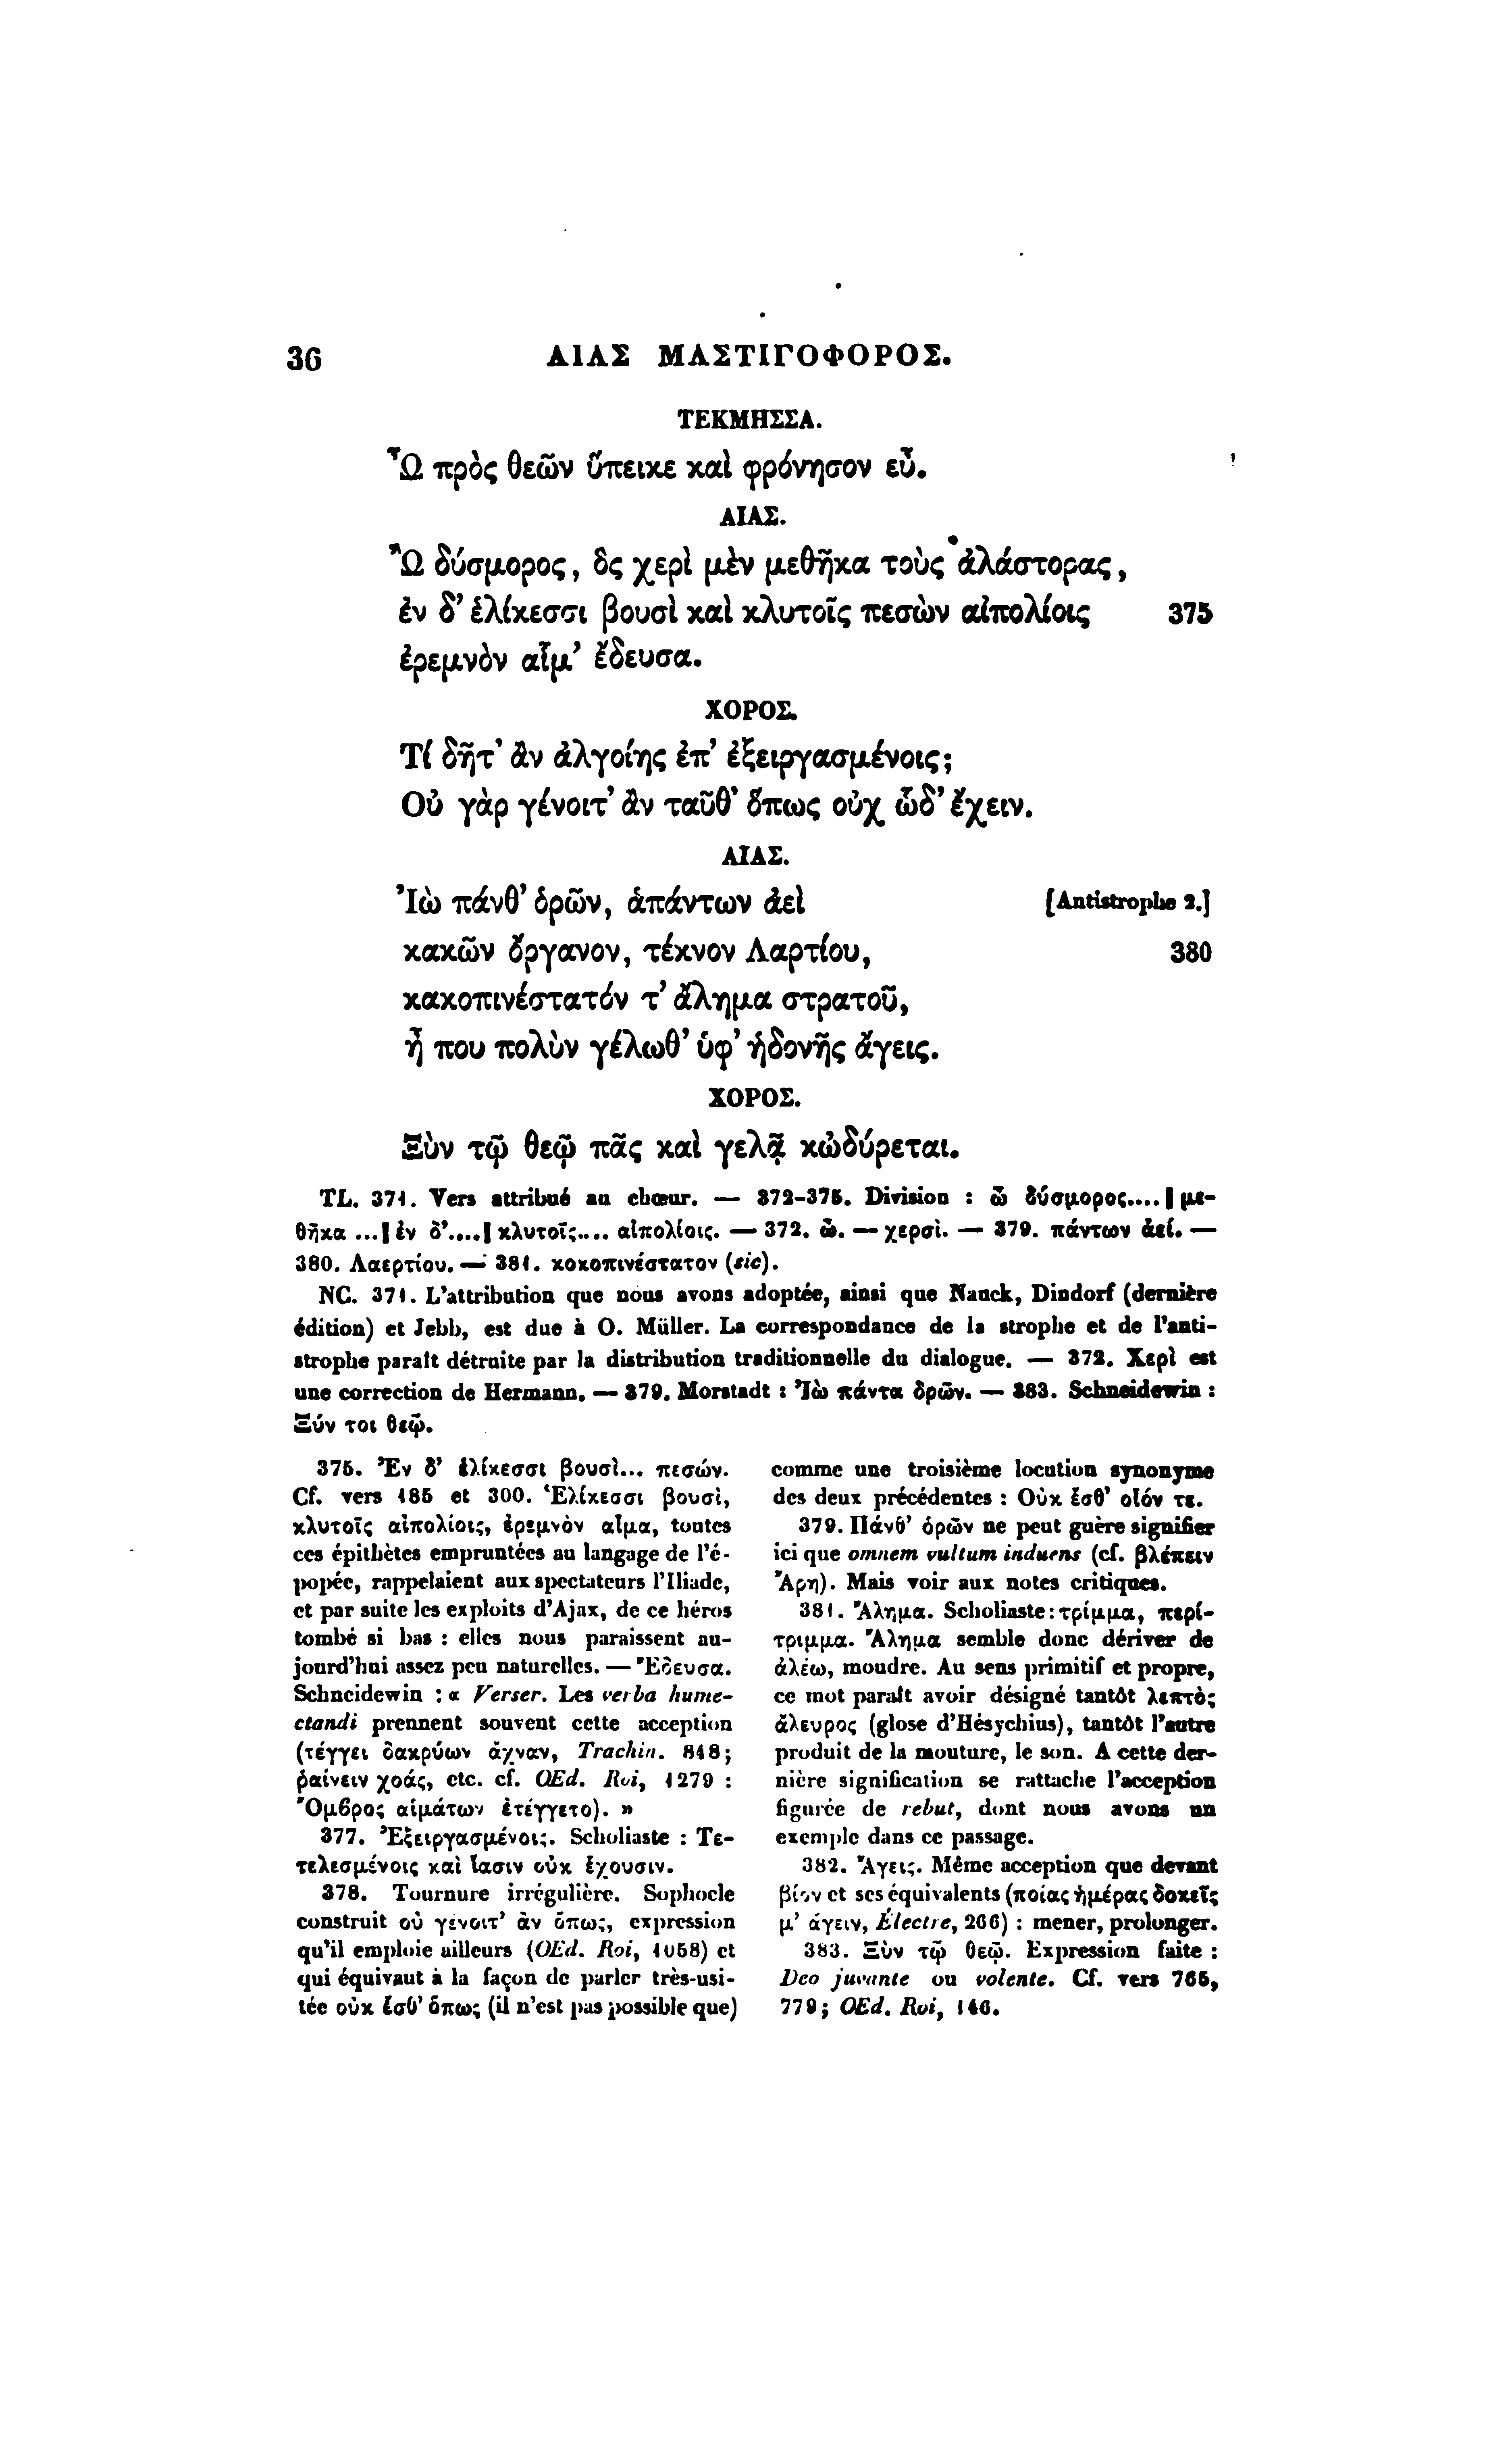 36
ΑΙΑΣ ΜΑΣΤΙΓΟΦΟΡΟΣ.
ΤΕΚΜΗΣΣΑ.
Ὦ πρὸς θεῶν ὕπεικε καὶ φρόνησον εὖ.
ΑΙΑΣ.
Ὢ δύσμορος, ὃς χερὶ μὲν μεθῆκα τοὺς ἀλάστορας,
ἐν δ’ ἑλίκεσσι βουσὶ καὶ κλυτοῖς πεσὼν αἰπολίοις 375
ἐρεμνὸν αἷμ’ ἔδευσα.
ΧΟΡΟΣ.
Τί δῆτ’ ἂν ἀλγοίης ἐπ’ ἐξειργασμένοις;
Οὐ γὰρ γένοιτ’ ἂν ταῦθ’ ὅπως οὐχ ὧδ’ ἔχειν.
ΑΙΑΣ.
Ἰὼ πάνθ’ ὁρῶν, ἁπάντων ἀεὶ [Antistrophe 2.]
κακῶν ὄργανον, τέκνον Λαρτίου, 380
κακοπινέστατόν τ’ ἄλημα στρατοῦ,
ἦ που πολὺν γέλωθ’ ὑφ’ ἡδονῆς ἄγεις.
ΧΟΡΟΣ.
Ξὺν τῷ θεῷ πᾶς καὶ γελᾷ κὠδύρεται.
TL. 371. Vers attribué au chœur. — 372-375. Division : ὦ δύσμορος....| με-
θῆκα ...| ἐν δ’....| κλυτοῖς.... αἰπολίοις. — 372. ὦ. — χερσὶ. — 379. πάντων ἀεί. —
380. Λαερτίου. — 381. κοκοπινέστατον (sic).
NC. 371. L’attribution que nous avons adoptée, ainsi que Nauck, Dindorf (dernière
édition) et Jebb, est due à O. Müller. La correspondance de la strophe et de l’anti-
strophe paraît détruite par la distribution traditionnelle du dialogue. — 372. Χερὶ est
une correction de Hermann. — 379. Morstadt : Ἰὼ πάντα δρῶν. — 383. Schneidewin :
Ξύν τοι θεῷ.
375. Ἐν δ’ ἑλίκεσσι βουσὶ... πεσών.
Cf. vers 185 et 300. Ἑλίκεσσι βουσὶ,
κλυτοῖς αἰπολίοις, ἐρεμνὸν αἷμα, toutes
ces épithètes empruntées au langage de l’é-
popée, rappelaient aux spectateurs l’Iliade,
et par suite les exploits d’Ajax, de ce héros
tombé si bas : elles nous paraissent au-
jourd’hui assez peu naturelles. — Ἔδευσα.
Schneidewin : « Verser. Les verba hume-
ctandi prennent souvent cette acception
(τέγγει δακρύων ἄχναν, Trachin. 848;
ῥαίνειν χοάς, etc. cf. OEd. Roi, 1279 :
Ὄμβρος αἱμάτων ἐτέγγετο). »
377. Ἐξειργασμένοις. Scholiaste : Τε-
τελεσμένοις καὶ ἴασιν οὐκ ἔχουσιν.
378. Tournure irrégulière. Sophocle
construit οὐ γένοιτ’ ἂν ὅπως, expression
qu’il emploie ailleurs (OEd. Roi, 1058) et
qui équivaut à la façon de parler très-usi-
tée οὐκ ἔσθ’ ὅπως (il n’est pas possible que)
comme une troisième locution synonyme
des deux précédentes : Οὐκ ἔσθ’ οἷόν τε.
379. Πάνθ’ ὁρῶν ne peut guère signifier
ici que omnem vultum induens (cf. βλέπειν
Ἄρη). Mais voir aux notes critiques.
381. Ἄλημα. Scholiaste : τρίμμα, περί-
τριμμα. Ἄλημα semble donc dériver de
ἀλέω, moudre. Au sens primitif et propre,
ce mot paraît avoir désigné tantôt λεπτὸς
ἄλευρος (glose d’Hésychius), tantôt l’autre
produit de la mouture, le son. A cette der-
nière signification se rattache l’acception
figurée de rebut, dont nous avons un
exemple dans ce passage.
382. Ἄγεις. Même acception que devant
βίον et ses équivalents (ποίας ἡμέρας δοκεῖς
μ’ ἄγειν, Électre, 266) : mener, prolonger.
383. Ξὺν τῷ θεῷ. Expression faite :
Deo juvante ou volente. Cf. vers 765,
779; OEd. Roi, 146.